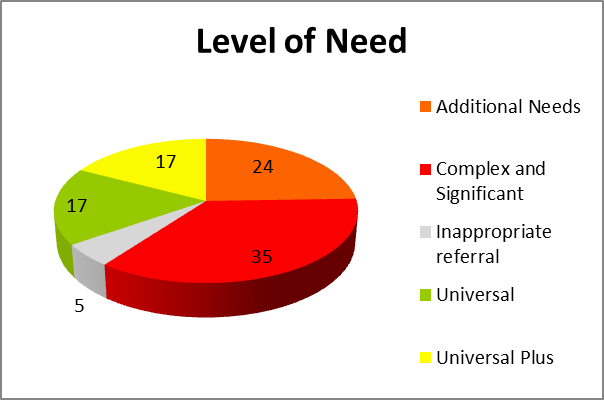 Level of Need
17
24
17
35
5
Additional Needs
Complex and
Significant
Inappropriate
referral
Universal
Universal Plus